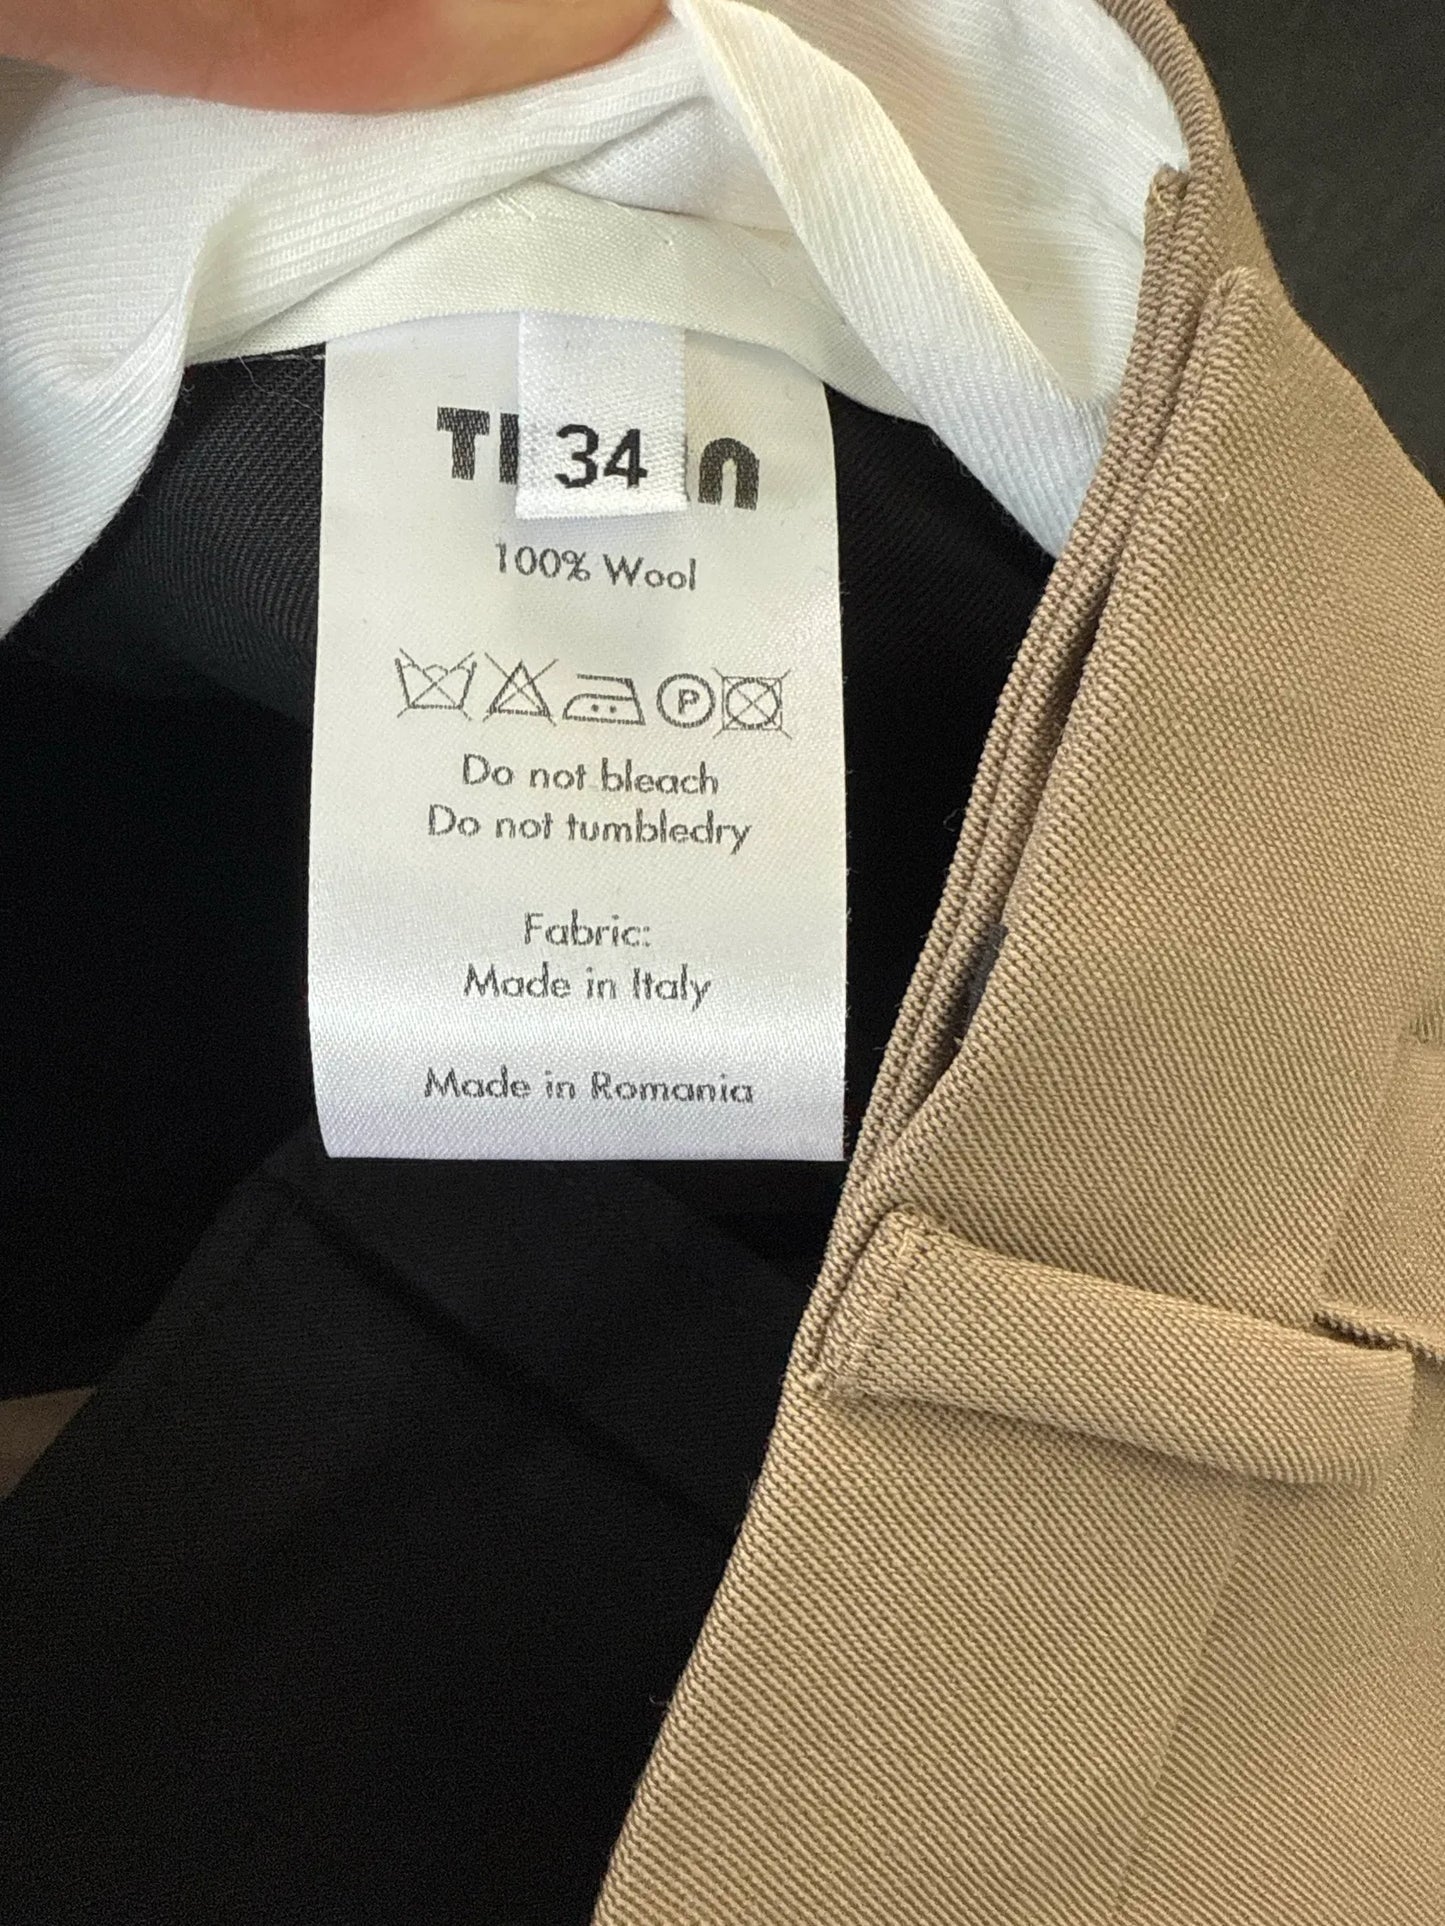 34
100% Wool
P
Do not bleach
Do not tumbledry
Fabric:
Made in Italy
Made in Romania